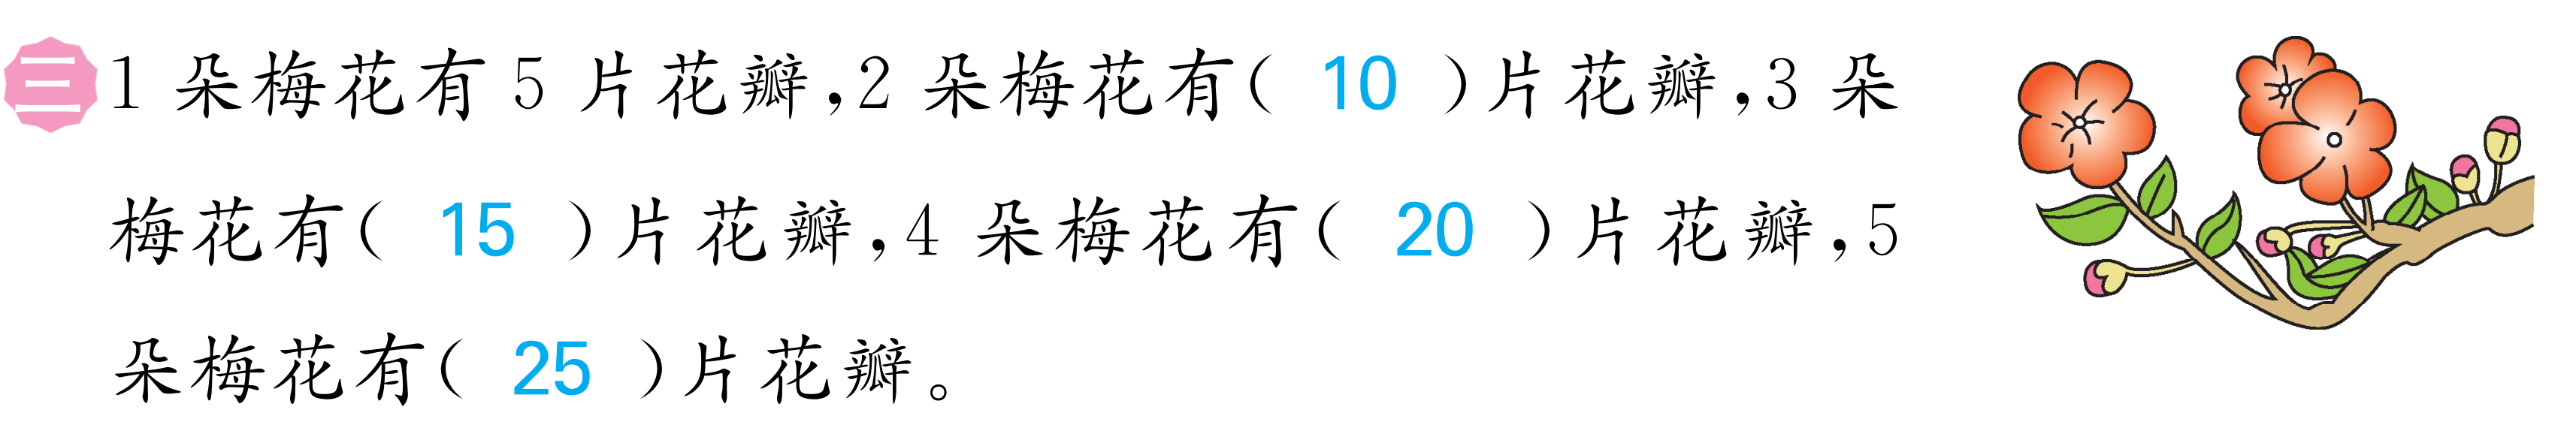 三 1 朵梅花有 5 片花瓣,2 朵梅花有( 10 )片花瓣,3 朵
梅花有( 15 )片花瓣,4 朵梅花有( 20 )片花瓣,5
朵梅花有( 25 )片花瓣。